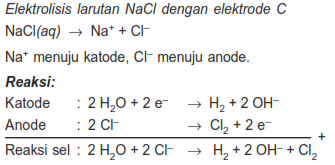 Elektrolisis larutan NaCl dengan elektrode C
NaCl(aq) → Na⁺ + Cl⁻
Na⁺ menuju katode, Cl⁻ menuju anode.
Reaksi:
Katode : 2 H₂O + 2 e⁻ → H₂ + 2 OH⁻
Anode : 2 Cl⁻ → Cl₂ + 2 e⁻
+
Reaksi sel : 2 H₂O + 2 Cl⁻ → H₂ + 2 OH⁻ + Cl₂